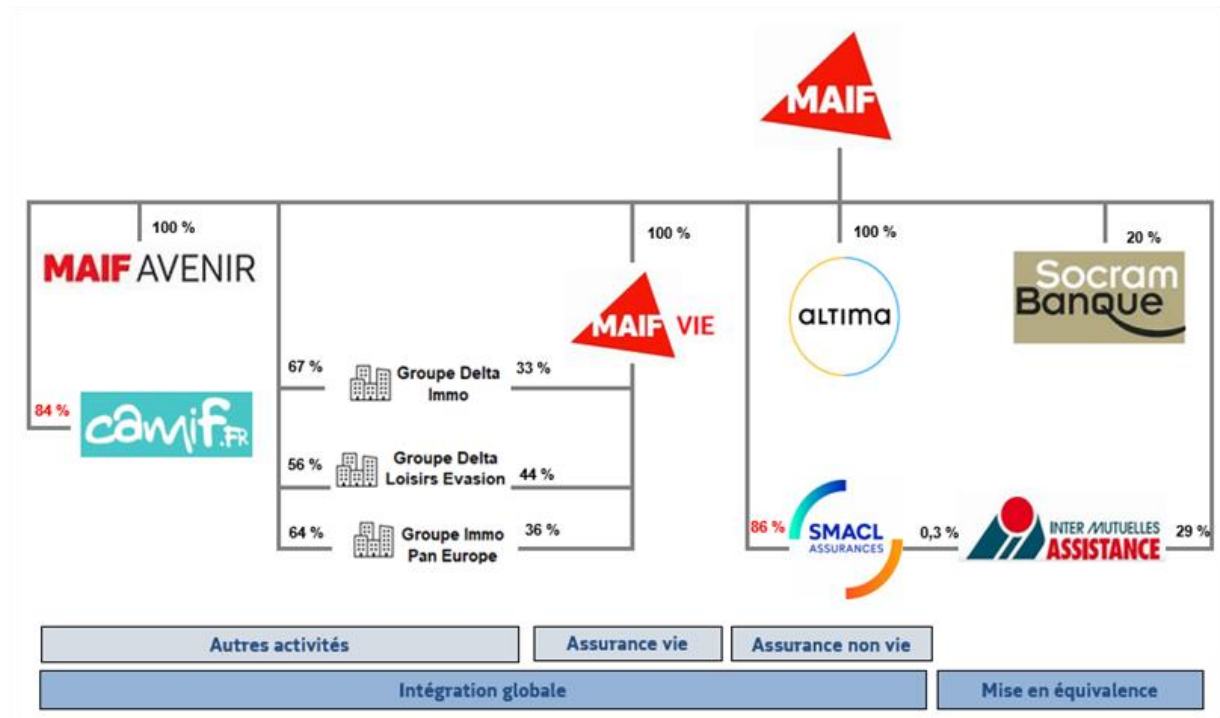 MAIF
100 %
100 %
100 %
20 %
MAIF AVENIR
MAIF VIE
aLTIMa
Socram
Banque
67 %
Groupe Delta
Immo
33 %
84 %
camif.FR
56 %
Groupe Delta
Loisirs Evasion
44 %
64 %
Groupe Immo
Pan Europe
36 %
86 %
SMACL
ASSURANCES
0,3 %
INTER MUTUELLES
ASSISTANCE
29 %
Autres activités
Assurance vie
Assurance non vie
Intégration globale
Mise en équivalence